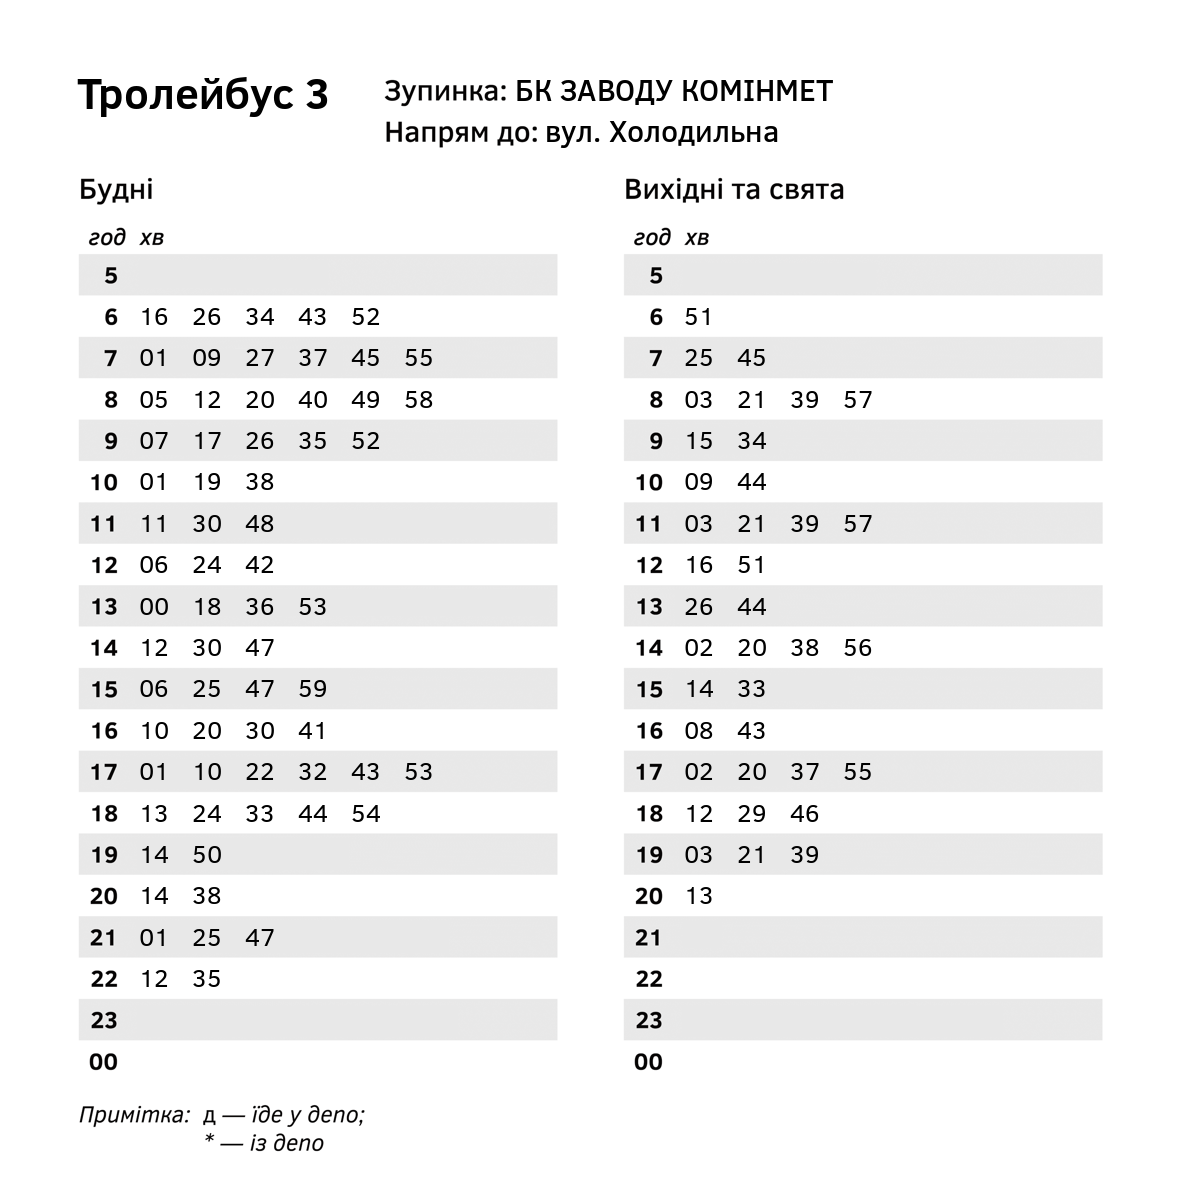 Тролейбус 3
Зупинка: БК ЗАВОДУ КОМІНМЕТ
Напрям до: вул. Холодильна
Будні
год хв
5
6 16 26 34 43 52
7 01 09 27 37 45 55
8 05 12 20 40 49 58
9 07 17 26 35 52
10 01 19 38
11 11 30 48
12 06 24 42
13 00 18 36 53
14 12 30 47
15 06 25 47 59
16 10 20 30 41
17 01 10 22 32 43 53
18 13 24 33 44 54
19 14 50
20 14 38
21 01 25 47
22 12 35
23
00
Вихідні та свята
год хв
5
6 51
7 25 45
8 03 21 39 57
9 15 34
10 09 44
11 03 21 39 57
12 16 51
13 26 44
14 02 20 38 56
15 14 33
16 08 43
17 02 20 37 55
18 12 29 46
19 03 21 39
20 13
21
22
23
00
Примітка: д — їде у депо;
* — із депо